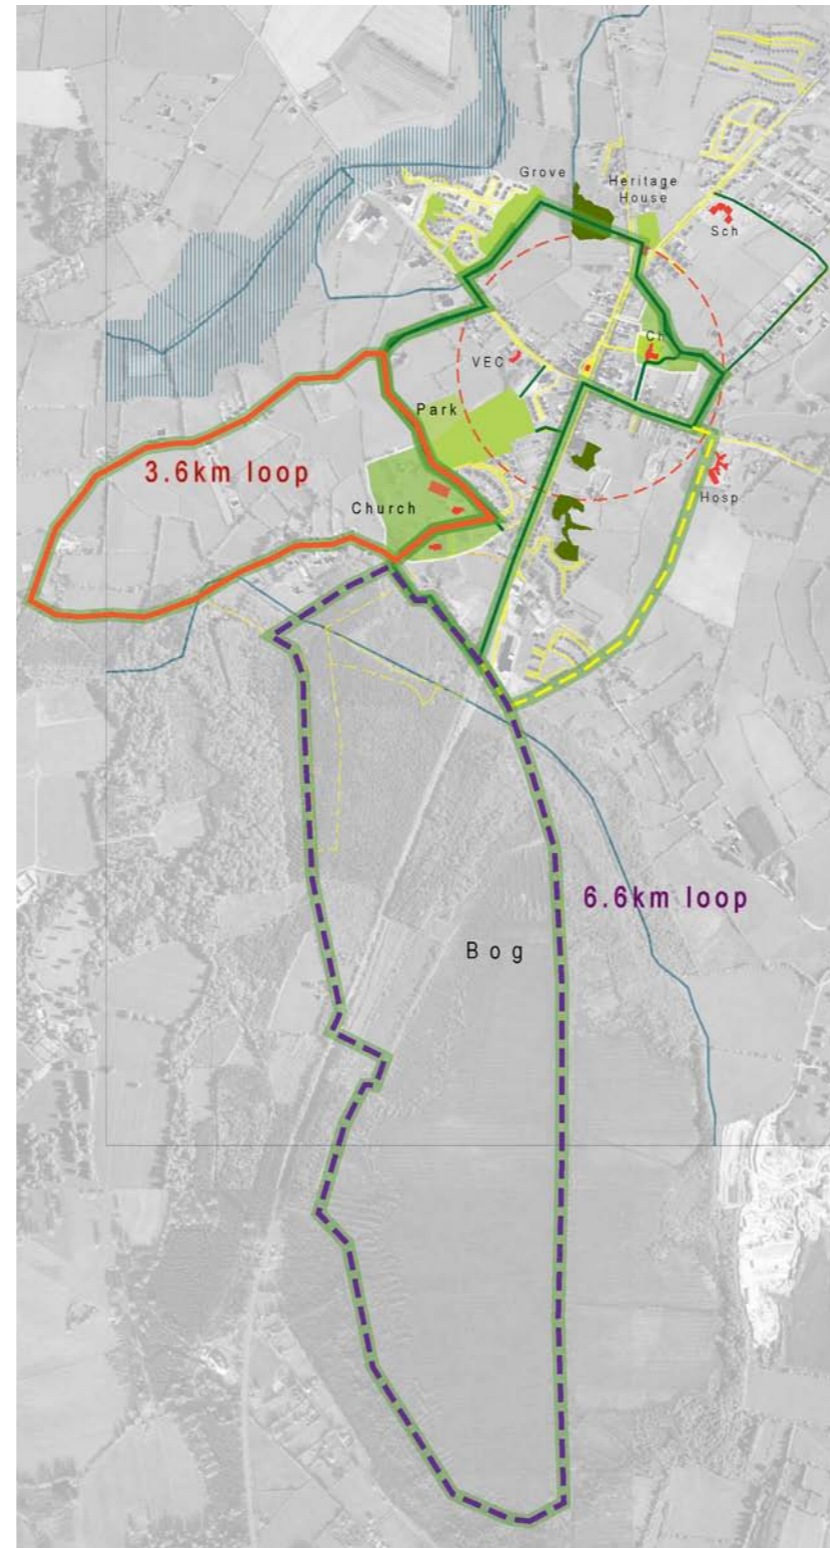 Grove
Heritage
House
Sch
Ch
VEC
Park
3.6km loop
Church
Hosp
6.6km loop
Bog